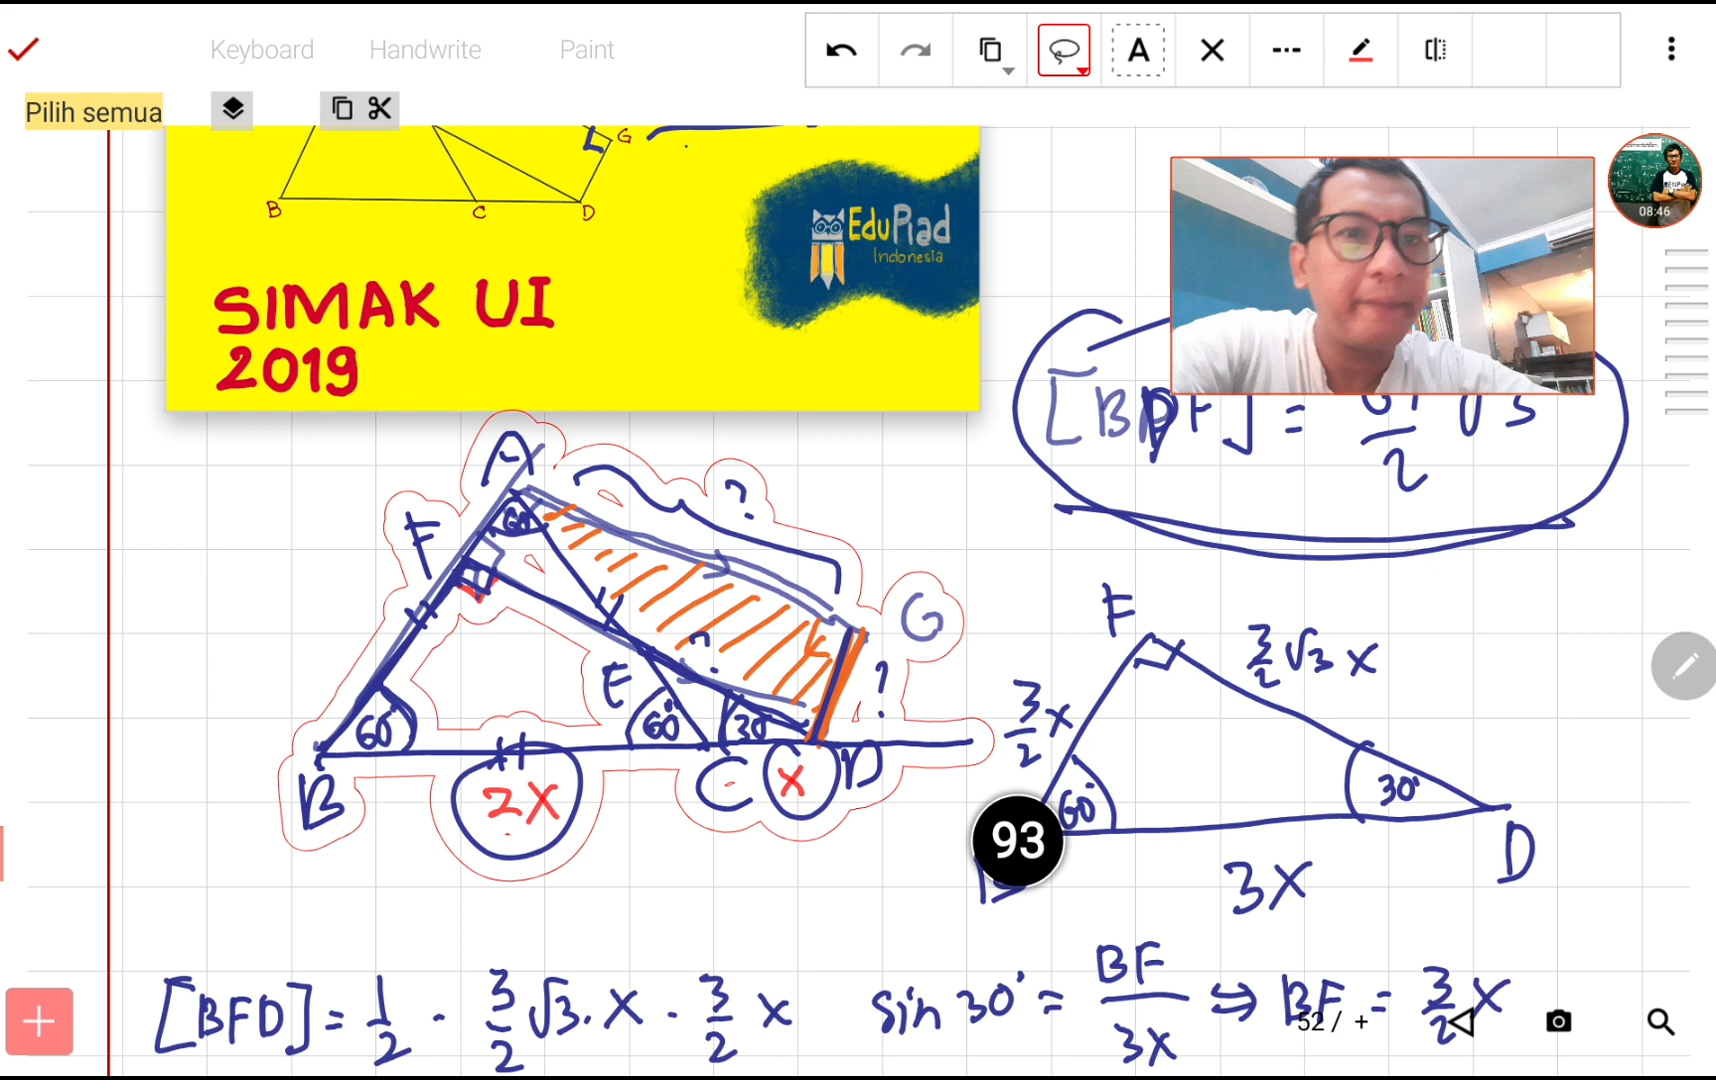 Keyboard Handwrite Paint
A
Pilih semua
08:46
G
B C D
EduPiad
Indonesia
SIMAK UI
2019
2
A
?
F
60°
G
E
?
60° 60° 30°
B C D
2x x
F
3/2 √3 x
3/2 x
60° 30°
93
D
3x
[BFD] = 1/2 · 3/2 √3 · x · 3/2 x
sin 30° = BF/3x ⇔ BF = 3/2 x
52 / +